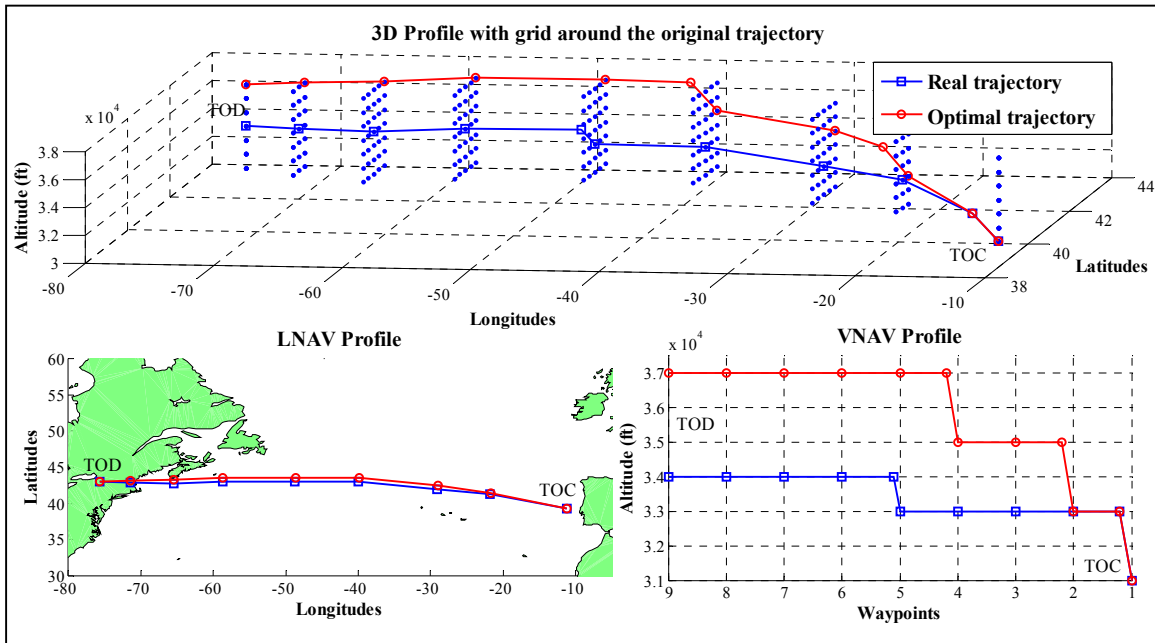 3D Profile with grid around the original trajectory
Real trajectory
Optimal trajectory
x 10^4
3.8
3.6
3.4
3.2
3
Altitude (ft)
TOD
TOC
-80
-70
-60
-50
-40
-30
-20
-10
Longitudes
38
40
42
44
Latitudes
LNAV Profile
60
55
50
45
40
35
30
Latitudes
TOD
TOC
-80
-70
-60
-50
-40
-30
-20
-10
Longitudes
VNAV Profile
x 10^4
3.7
3.6
3.5
3.4
3.3
3.2
3.1
Altitude (ft)
TOD
TOC
9
8
7
6
5
4
3
2
1
Waypoints